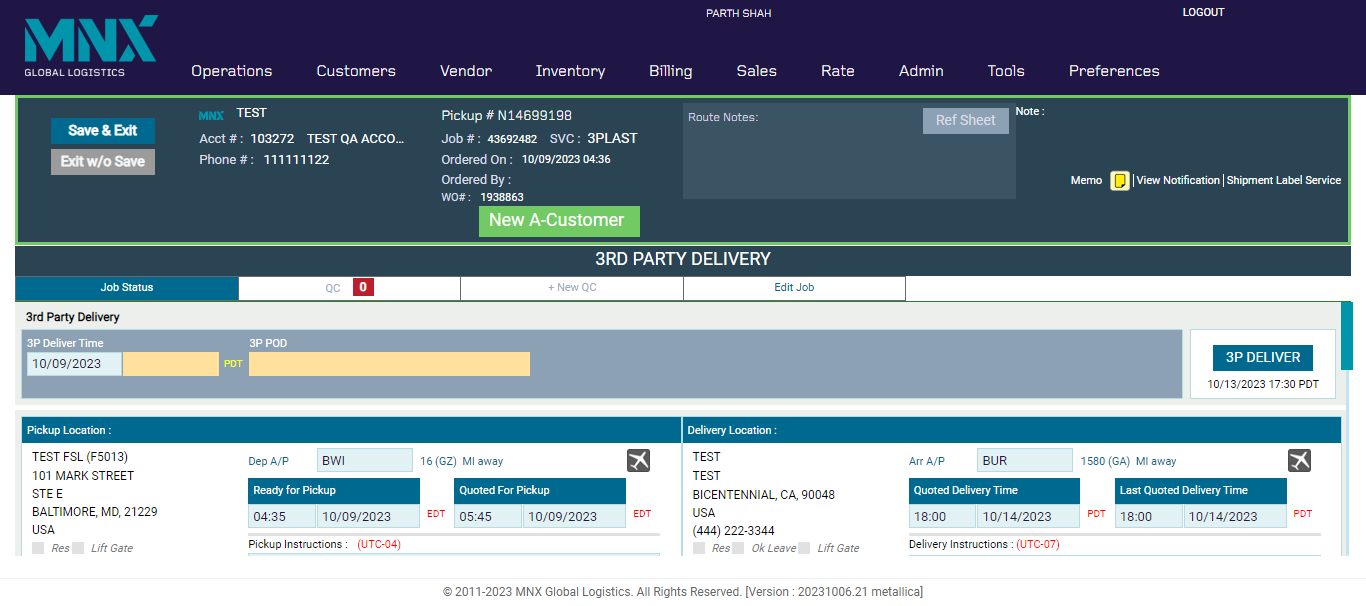 PARTH SHAH
LOGOUT
MNX
GLOBAL LOGISTICS
Operations Customers Vendor Inventory Billing Sales Rate Admin Tools Preferences
Save & Exit
Exit w/o Save
MNX TEST
Acct # : 103272 TEST QA ACCO...
Phone # : 111111122
Pickup # N14699198
Job # : 43692482 SVC : 3PLAST
Ordered On : 10/09/2023 04:36
Ordered By :
WO# : 1938863
New A-Customer
Route Notes:
Ref Sheet
Note :
Memo | View Notification | Shipment Label Service
3RD PARTY DELIVERY
Job Status QC 0 + New QC Edit Job
3rd Party Delivery
3P Deliver Time 3P POD
10/09/2023 PDT
3P DELIVER
10/13/2023 17:30 PDT
Pickup Location :
TEST FSL (F5013)
101 MARK STREET
STE E
BALTIMORE, MD, 21229
USA
Res Lift Gate
Dep A/P BWI 16 (GZ) MI away
Ready for Pickup Quoted For Pickup
04:35 10/09/2023 EDT 05:45 10/09/2023 EDT
Pickup Instructions : (UTC-04)
Delivery Location :
TEST
TEST
BICENTENNIAL, CA, 90048
USA
(444) 222-3344
Res Ok Leave Lift Gate
Arr A/P BUR 1580 (GA) MI away
Quoted Delivery Time Last Quoted Delivery Time
18:00 10/14/2023 PDT 18:00 10/14/2023 PDT
Delivery Instructions : (UTC-07)
© 2011-2023 MNX Global Logistics. All Rights Reserved. [Version : 20231006.21 metallica]